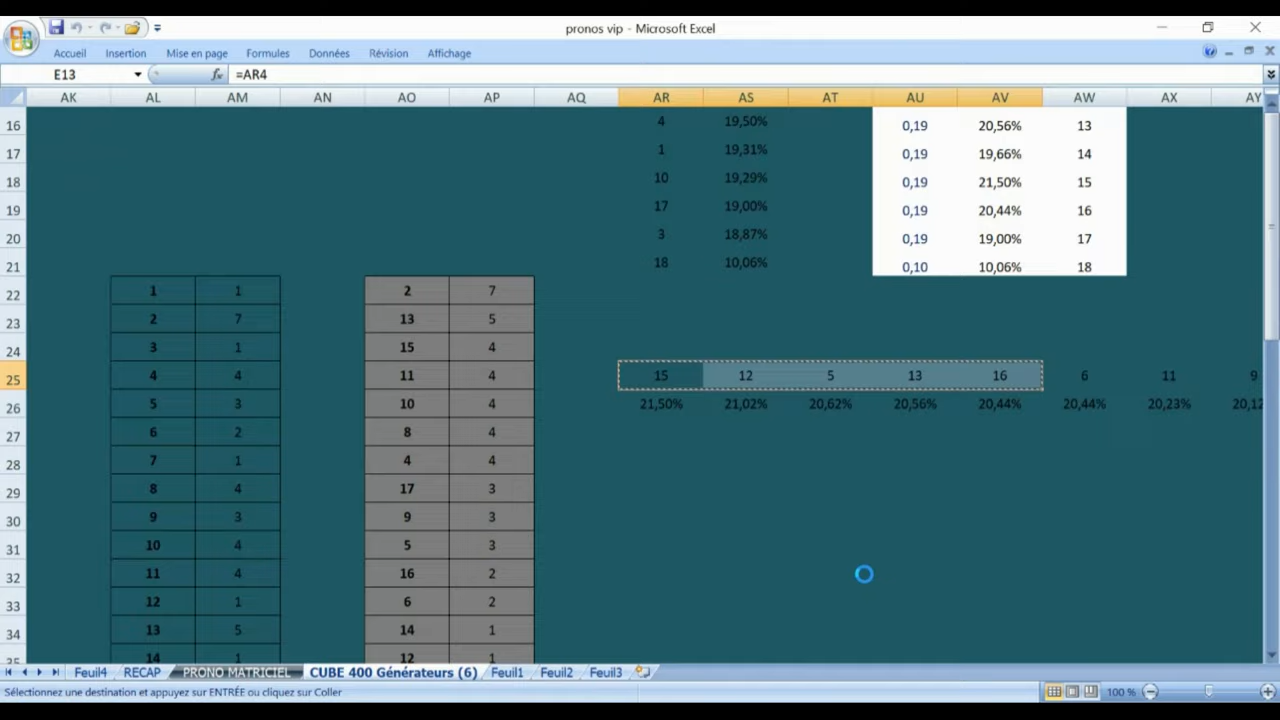 pronos vip - Microsoft Excel
Accueil Insertion Mise en page Formules Données Révision Affichage
E13 fx =AR4
AK AL AM AN AO AP AQ AR AS AT AU AV AW AX AY
16 4 19,50% 0,19 20,56% 13
17 1 19,31% 0,19 19,66% 14
18 10 19,29% 0,19 21,50% 15
19 17 19,00% 0,19 20,44% 16
20 3 18,87% 0,19 19,00% 17
21 18 10,06% 0,10 10,06% 18
22 1 1 2 7
23 2 7 13 5
24 3 1 15 4
25 4 4 11 4 15 12 5 13 16 6 11 9
26 5 3 10 4 21,50% 21,02% 20,62% 20,56% 20,44% 20,44% 20,23% 20,12
27 6 2 8 4
28 7 1 4 4
29 8 4 17 3
30 9 3 9 3
31 10 4 5 3
32 11 4 16 2
33 12 1 6 2
34 13 5 14 1
35 14 1 12 1
Feuil4 RECAP PRONO MATRICIEL CUBE 400 Générateurs (6) Feuil1 Feuil2 Feuil3
Sélectionnez une destination et appuyez sur ENTRÉE ou cliquez sur Coller 100 %